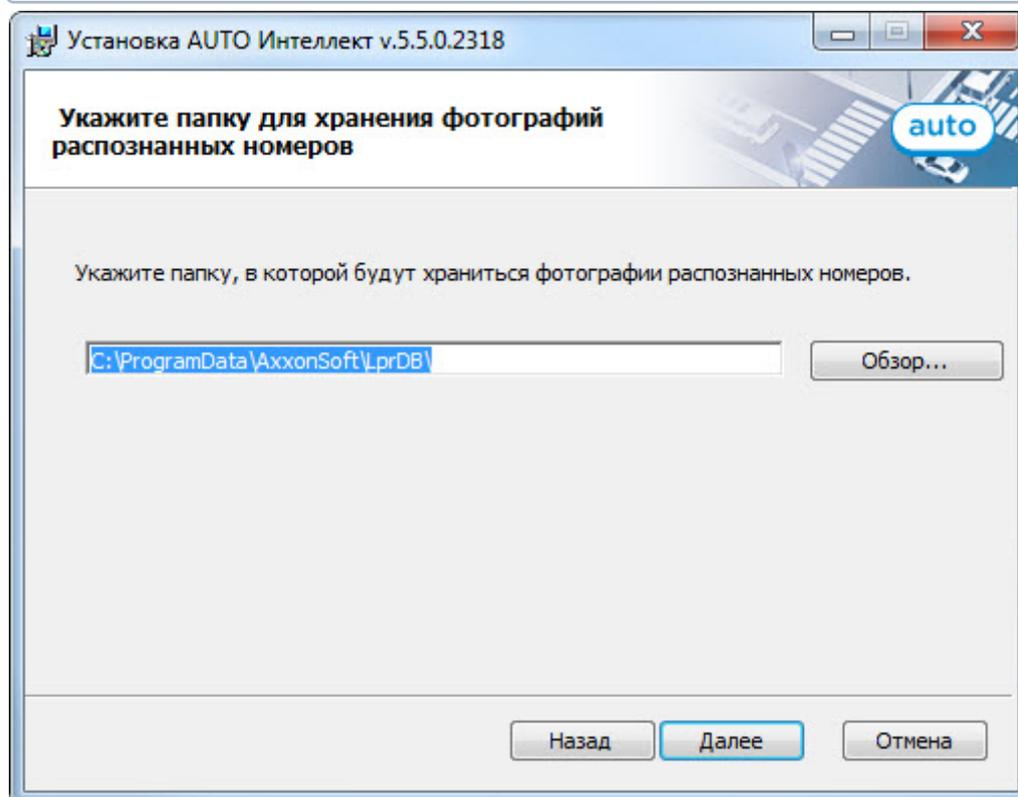 Установка AUTO Интеллект v.5.5.0.2318
Укажите папку для хранения фотографий
распознанных номеров
auto
Укажите папку, в которой будут храниться фотографии распознанных номеров.
C:\ProgramData\AxxonSoft\LprDB\
Обзор...
Назад
Далее
Отмена